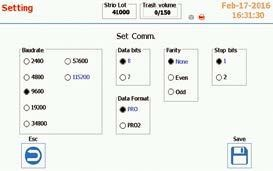 Setting
Strip Lot
41000
Trash volume
0/150
Feb-17-2016
16:31:30
Set Comm.
Baudrate
2400
57600
4800
115200
9600
19200
34800
Data bits
8
7
Parity
None
Even
Odd
Stop bits
1
2
Data Format
PRO
PRO2
Esc
Save